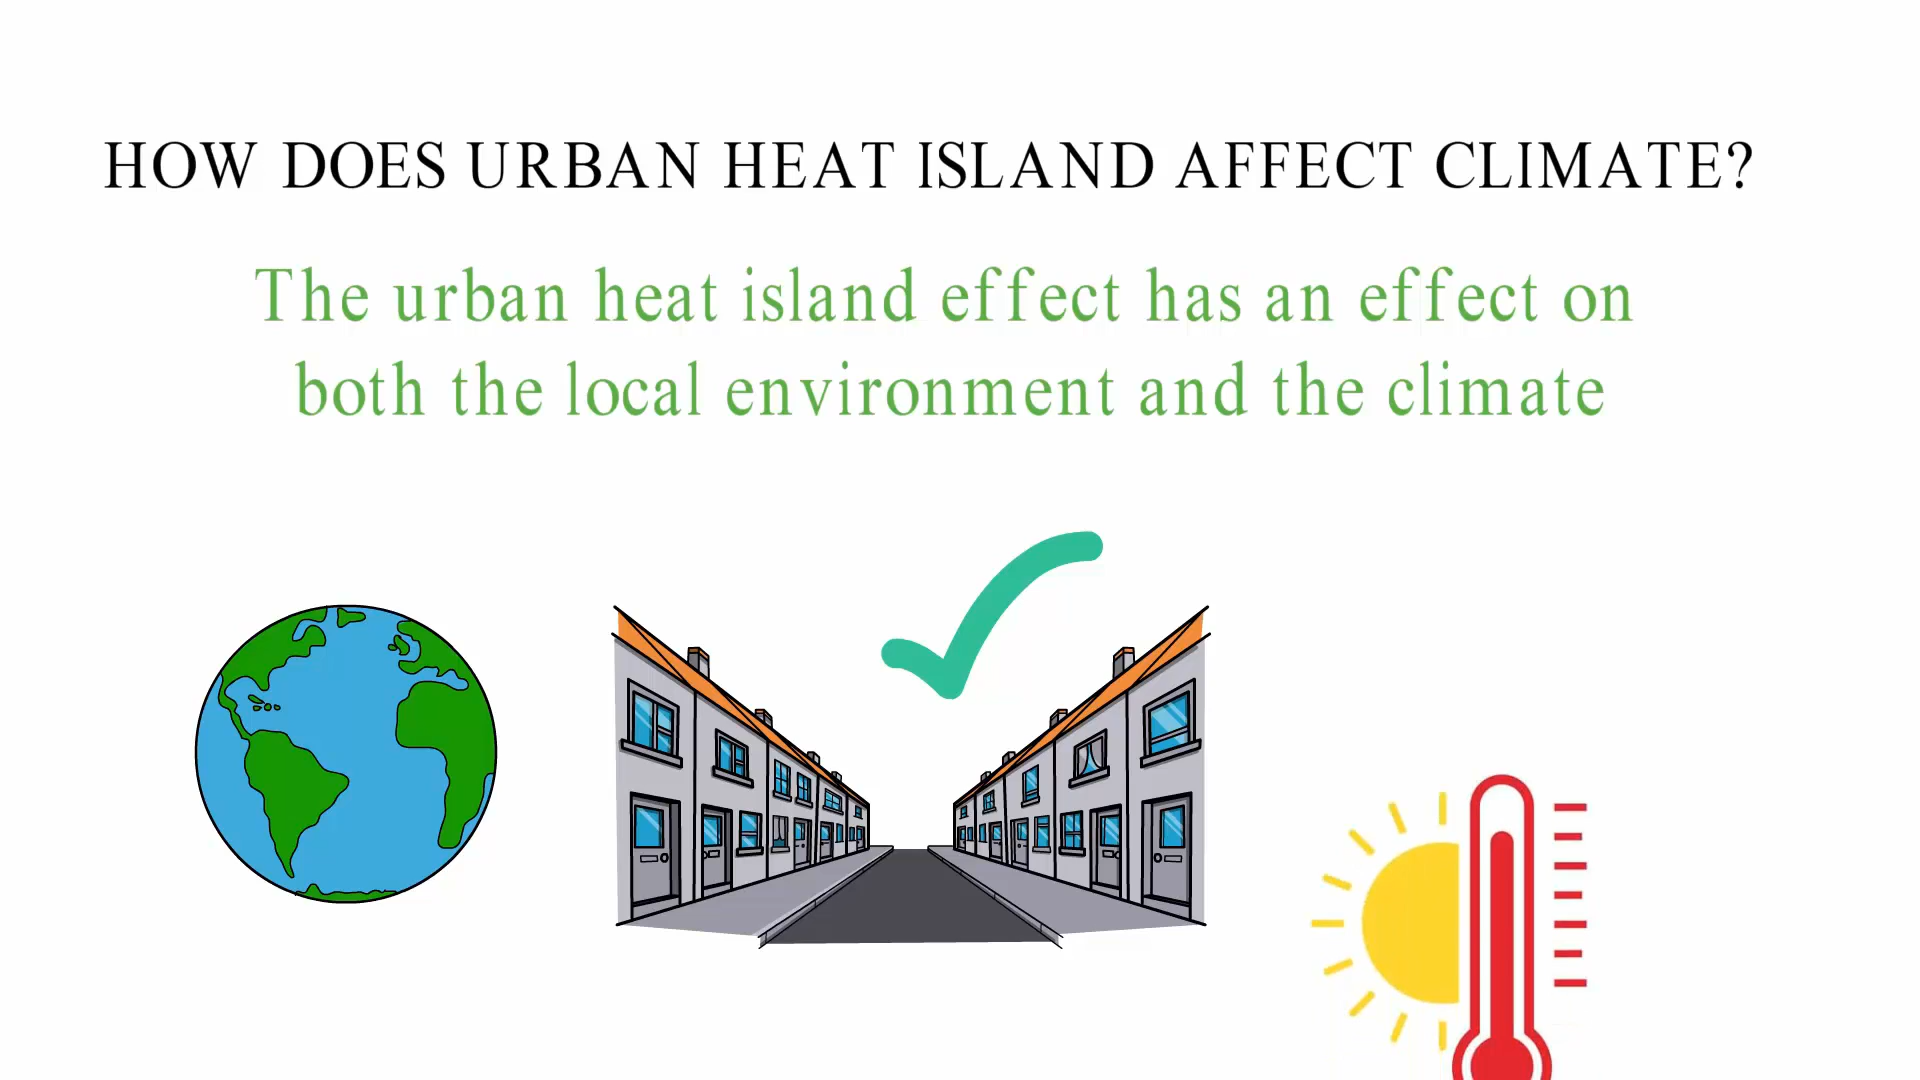 HOW DOES URBAN HEAT ISLAND AFFECT CLIMATE?
The urban heat island effect has an effect on
both the local environment and the climate